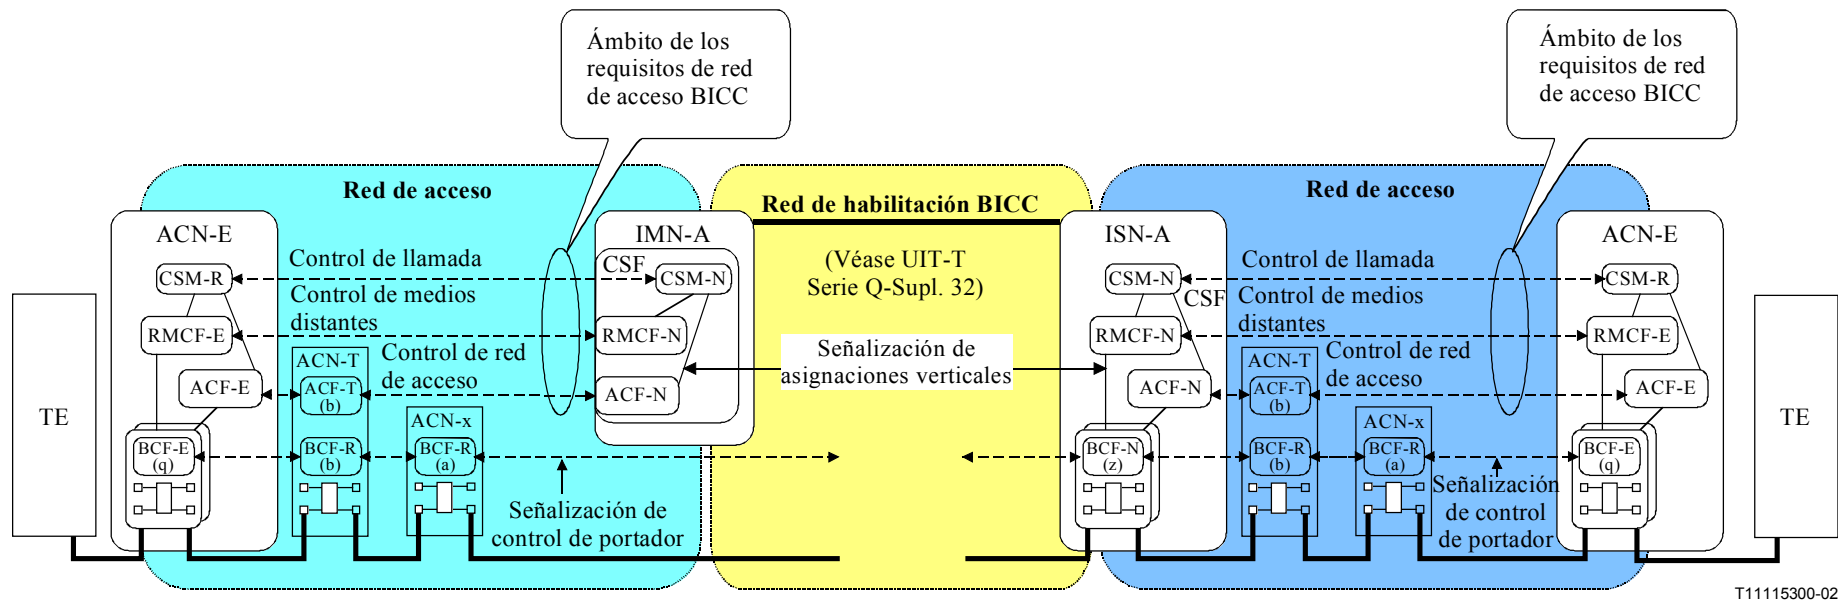 Ámbito de los
requisitos de red
de acceso BICC
Ámbito de los
requisitos de red
de acceso BICC
Red de acceso
Red de habilitación BICC
Red de acceso
ACN-E
IMN-A
ISN-A
ACN-E
(Véase UIT-T
Serie Q-Supl. 32)
CSM-R
Control de llamada
CSF
CSM-N
CSM-N
CSF
Control de llamada
CSM-R
Control de medios
distantes
Control de medios
distantes
RMCF-E
RMCF-N
RMCF-N
RMCF-E
Señalización de
asignaciones verticales
ACN-T
Control de red
de acceso
ACN-T
Control de red
de acceso
ACF-E
ACF-T
(b)
ACF-N
ACF-N
ACF-T
(b)
ACF-E
TE
TE
ACN-x
ACN-x
BCF-E
(q)
BCF-R
(b)
BCF-R
(a)
BCF-N
(z)
BCF-R
(b)
BCF-R
(a)
BCF-E
(q)
Señalización de
control de portador
Señalización
de control
de portador
T11115300-02